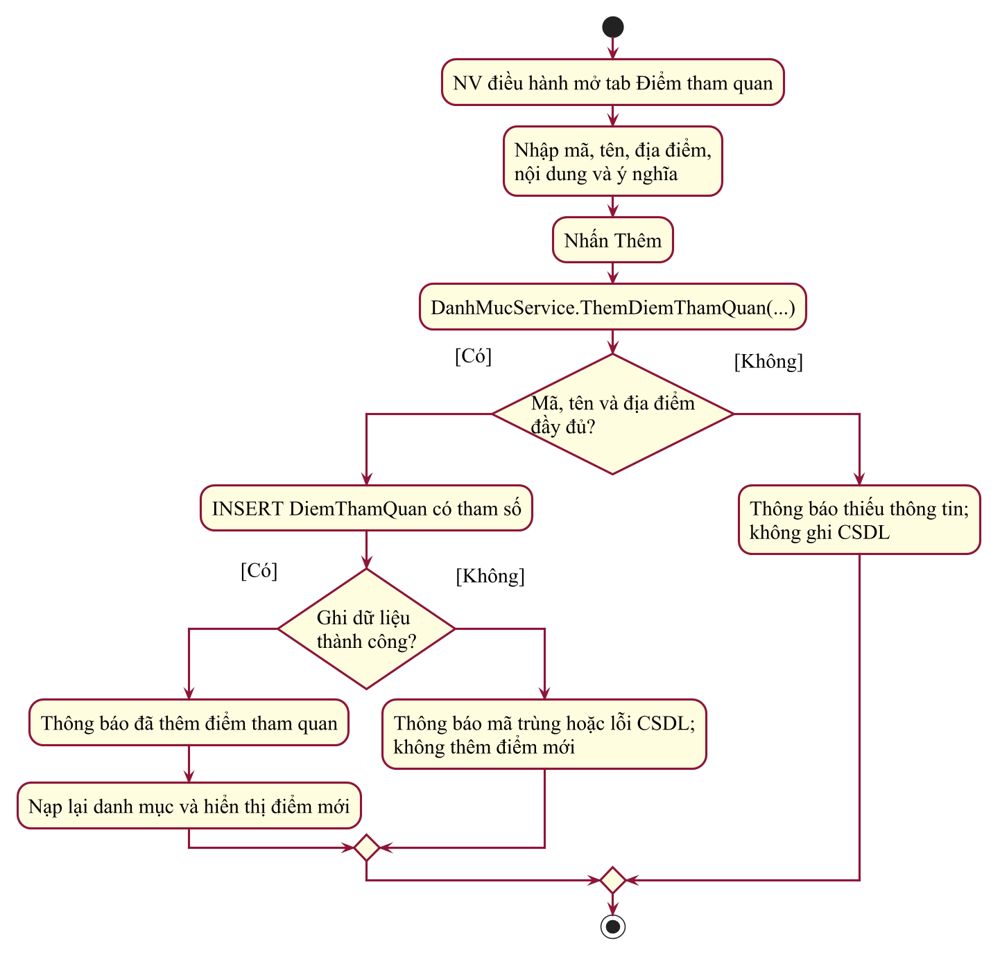 NV điều hành mở tab Điểm tham quan
Nhập mã, tên, địa điểm,
nội dung và ý nghĩa
Nhấn Thêm
DanhMucService.ThemDiemThamQuan(...)
[Có]
[Không]
Mã, tên và địa điểm
đầy đủ?
INSERT DiemThamQuan có tham số
Thông báo thiếu thông tin;
không ghi CSDL
[Có]
[Không]
Ghi dữ liệu
thành công?
Thông báo đã thêm điểm tham quan
Thông báo mã trùng hoặc lỗi CSDL;
không thêm điểm mới
Nạp lại danh mục và hiển thị điểm mới